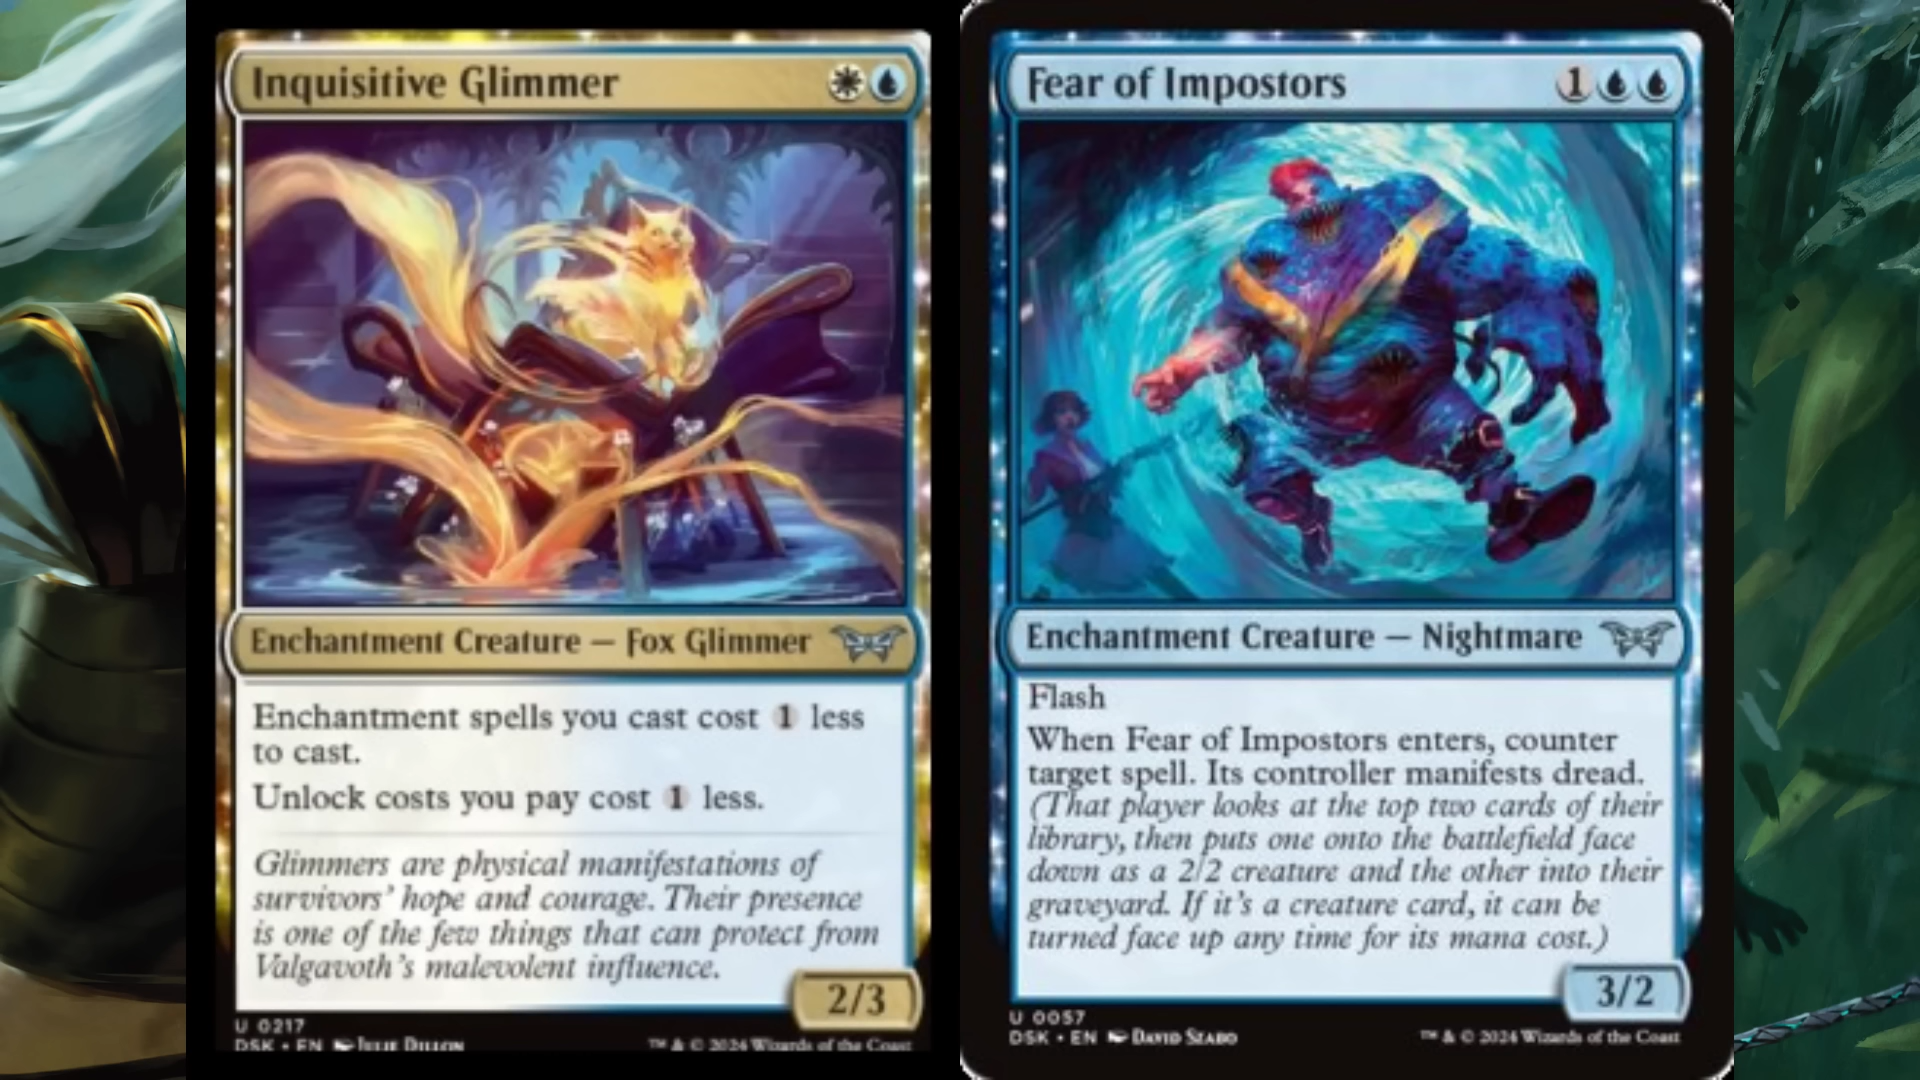 Inquisitive Glimmer
Enchantment Creature — Fox Glimmer
Enchantment spells you cast cost 1 less
to cast.
Unlock costs you pay cost 1 less.
Glimmers are physical manifestations of
survivors' hope and courage. Their presence
is one of the few things that can protect from
Valgavoth's malevolent influence.
2/3
U 0217
DSK • EN JULIE DILLON
™ & © 2024 Wizards of the Coast
Fear of Impostors 1
Enchantment Creature — Nightmare
Flash
When Fear of Impostors enters, counter
target spell. Its controller manifests dread.
(That player looks at the top two cards of their
library, then puts one onto the battlefield face
down as a 2/2 creature and the other into their
graveyard. If it's a creature card, it can be
turned face up any time for its mana cost.)
3/2
U 0057
DSK • EN DAVID SZABO
™ & © 2024 Wizards of the Coast